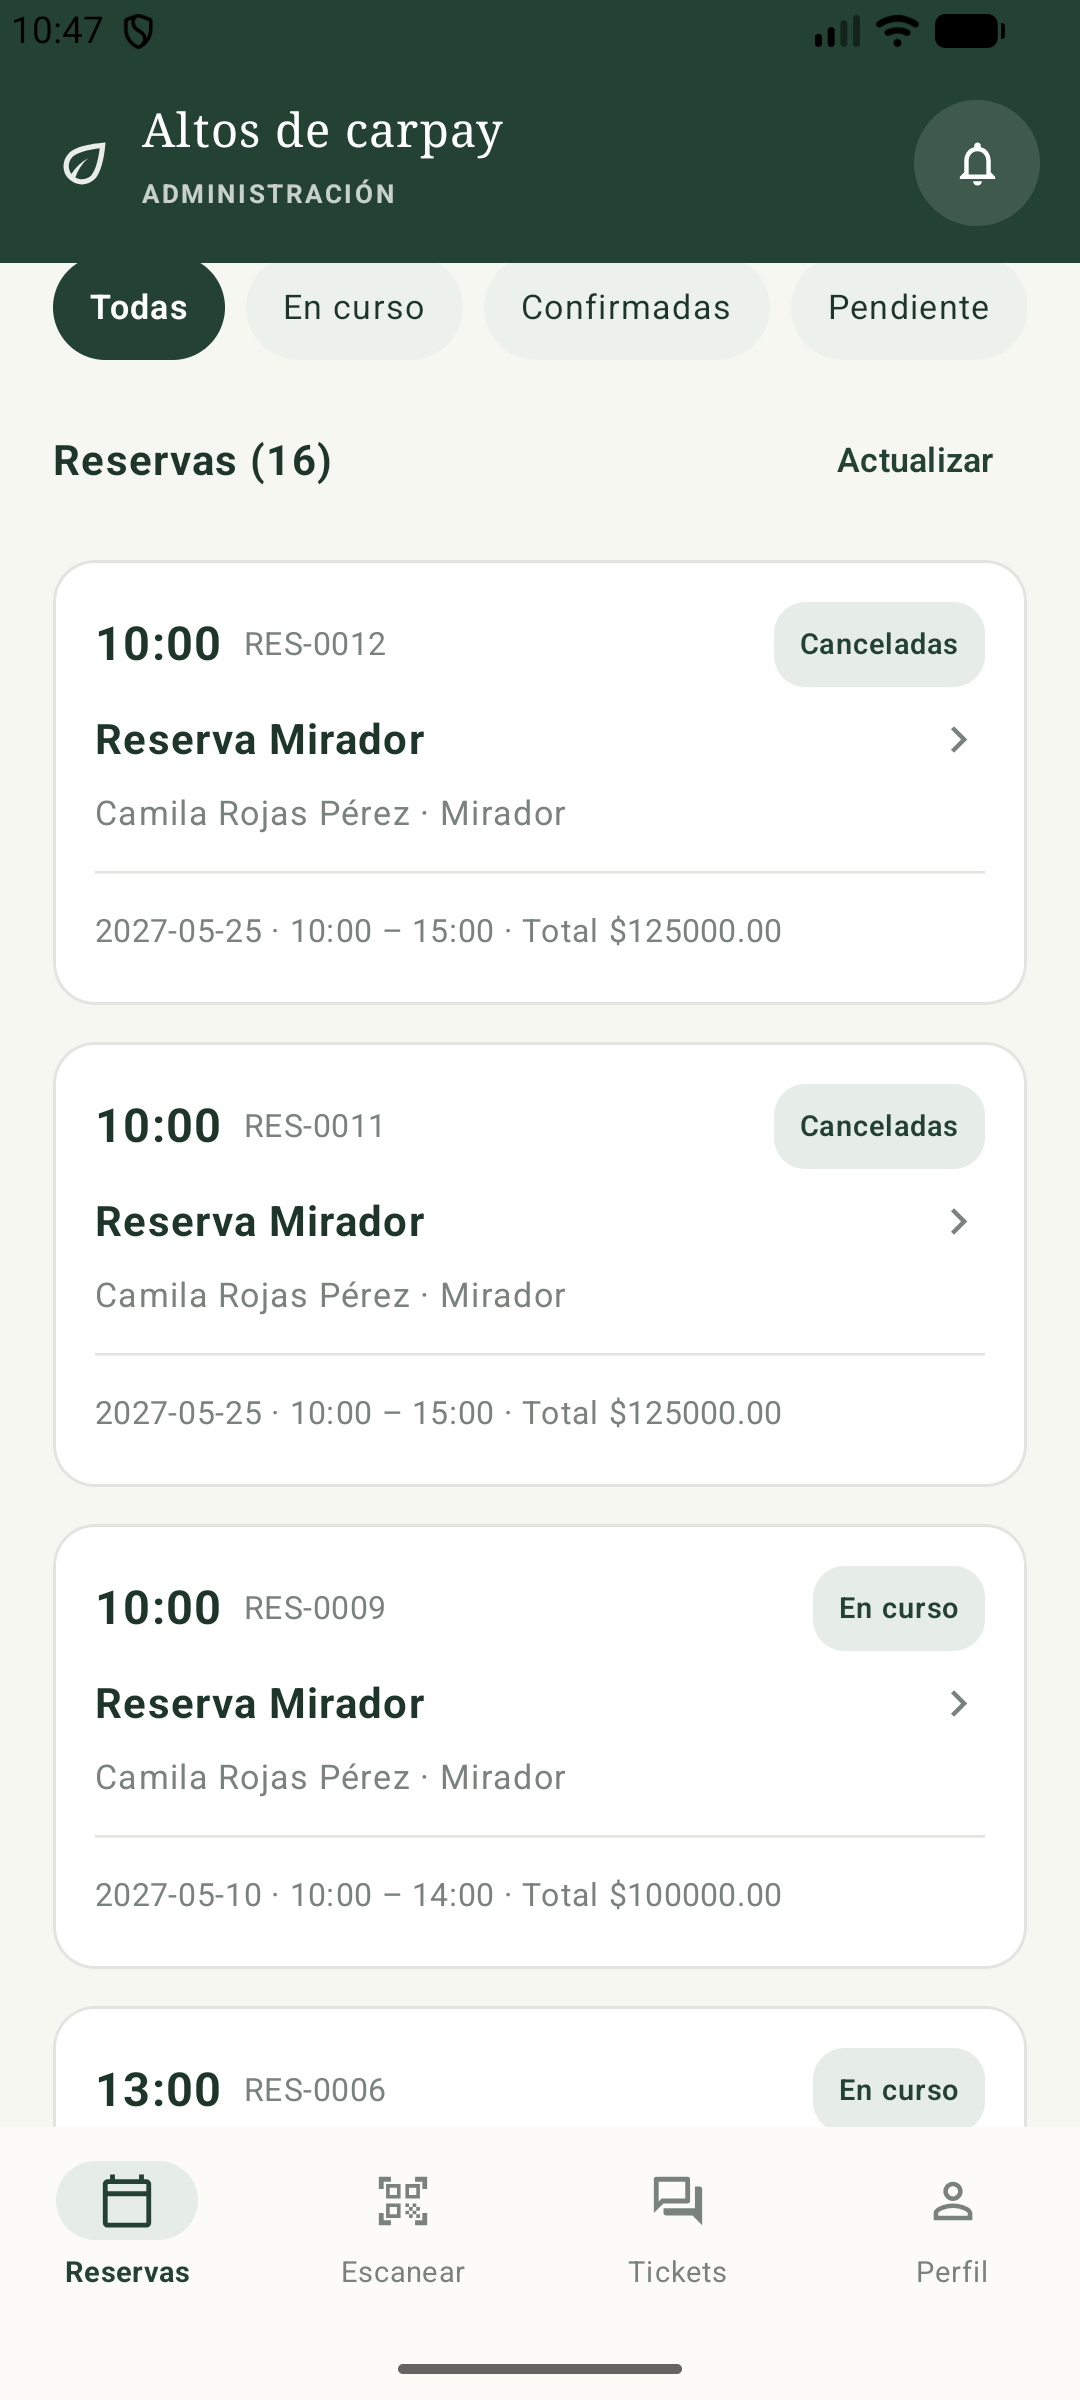 10:47
Altos de carpay
ADMINISTRACIÓN
Todas En curso Confirmadas Pendiente
Reservas (16) Actualizar
10:00 RES-0012 Canceladas
Reserva Mirador
Camila Rojas Pérez · Mirador
2027-05-25 · 10:00 – 15:00 · Total $125000.00
10:00 RES-0011 Canceladas
Reserva Mirador
Camila Rojas Pérez · Mirador
2027-05-25 · 10:00 – 15:00 · Total $125000.00
10:00 RES-0009 En curso
Reserva Mirador
Camila Rojas Pérez · Mirador
2027-05-10 · 10:00 – 14:00 · Total $100000.00
13:00 RES-0006 En curso
Reservas Escanear Tickets Perfil